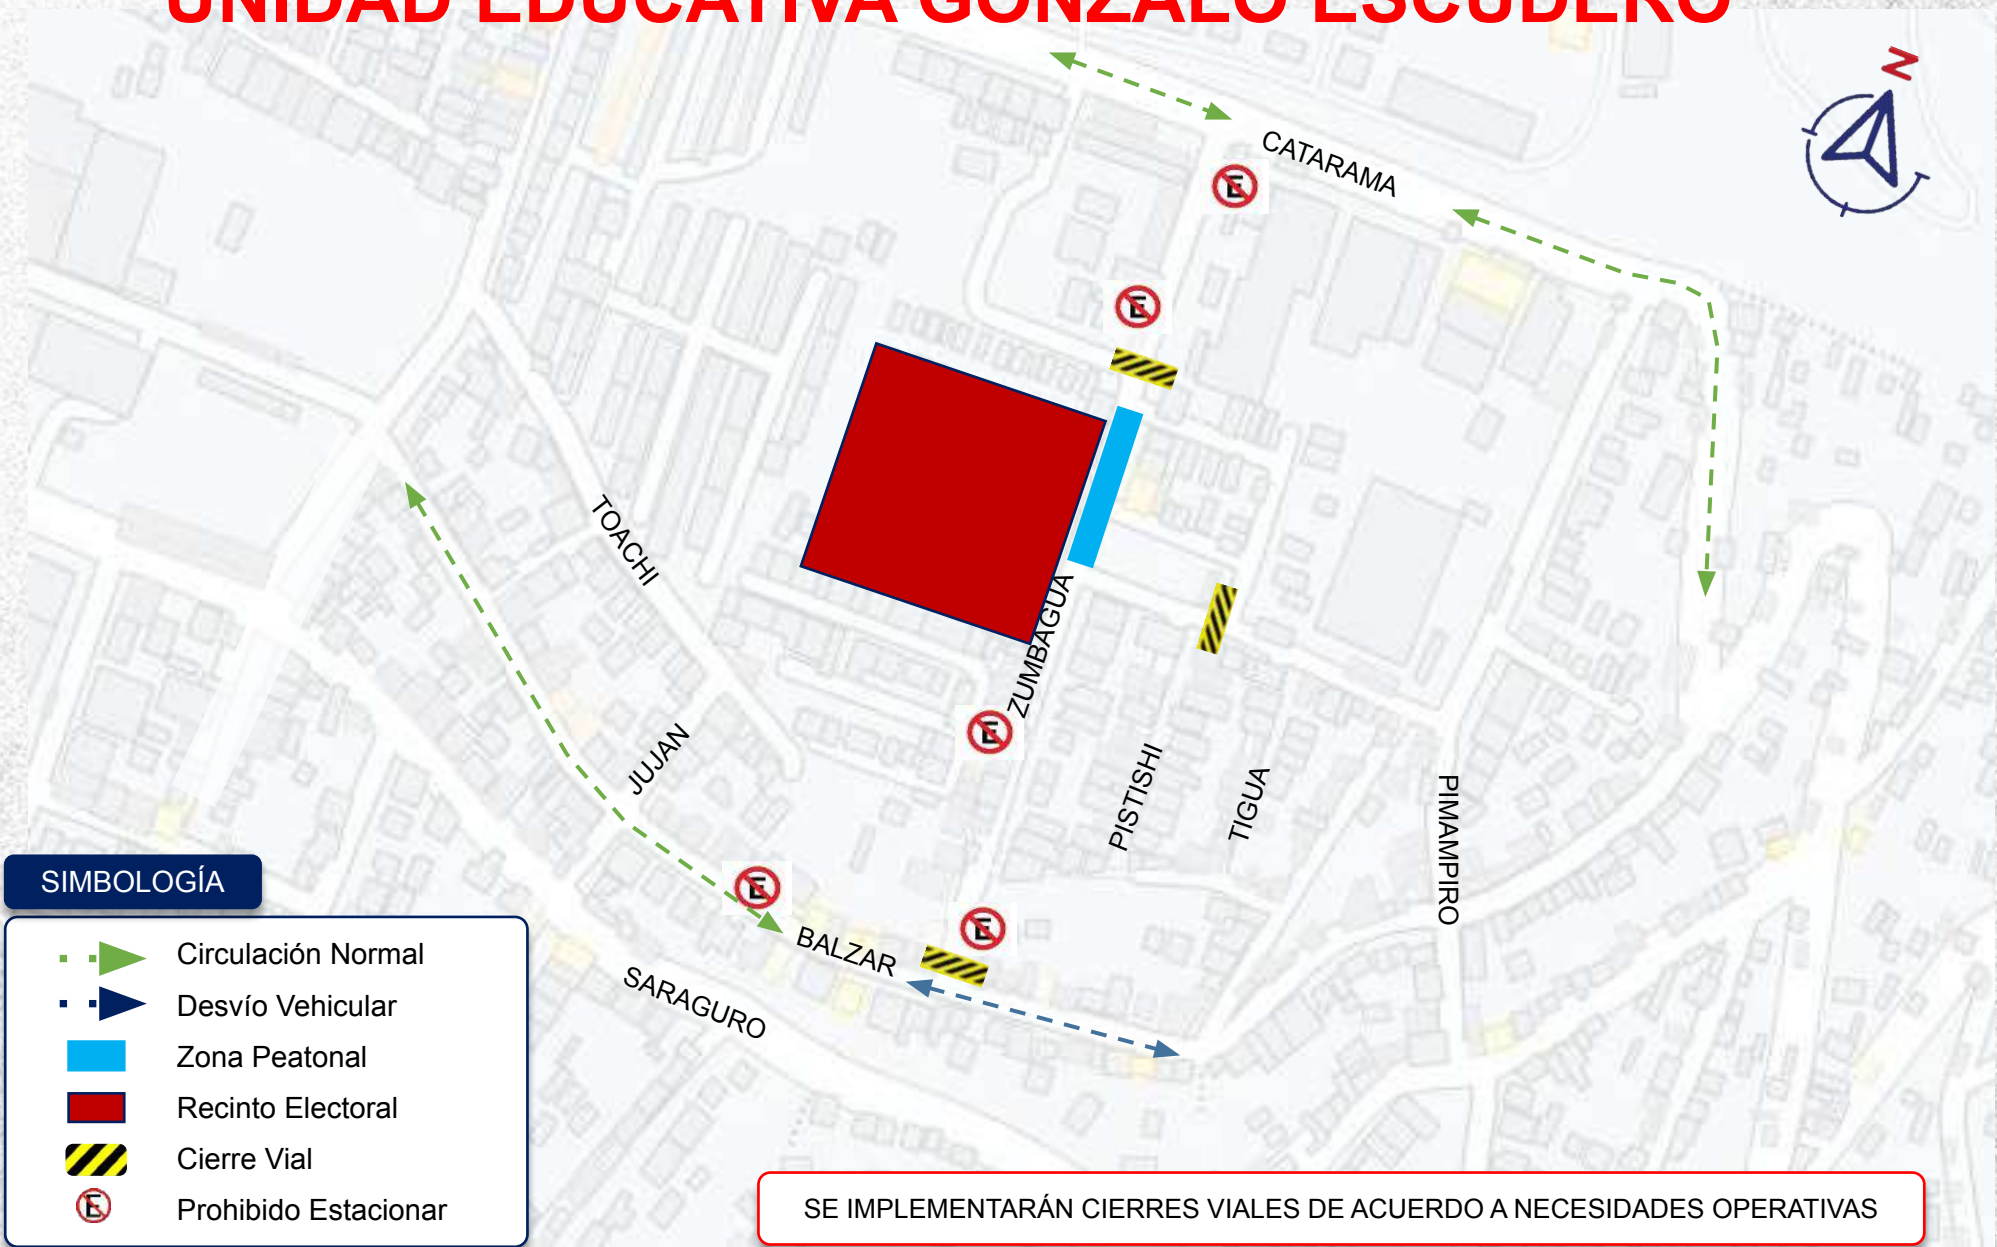 UNIDAD EDUCATIVA GONZALO ESCUDERO
N
CATARAMA
E
E
TOACHI
ZUMBAGUA
E
JUJAN
PISTISHI
TIGUA
PIMAMPIRO
E
E
BALZAR
SARAGURO
SIMBOLOGÍA
Circulación Normal
Desvío Vehicular
Zona Peatonal
Recinto Electoral
Cierre Vial
E
Prohibido Estacionar
SE IMPLEMENTARÁN CIERRES VIALES DE ACUERDO A NECESIDADES OPERATIVAS